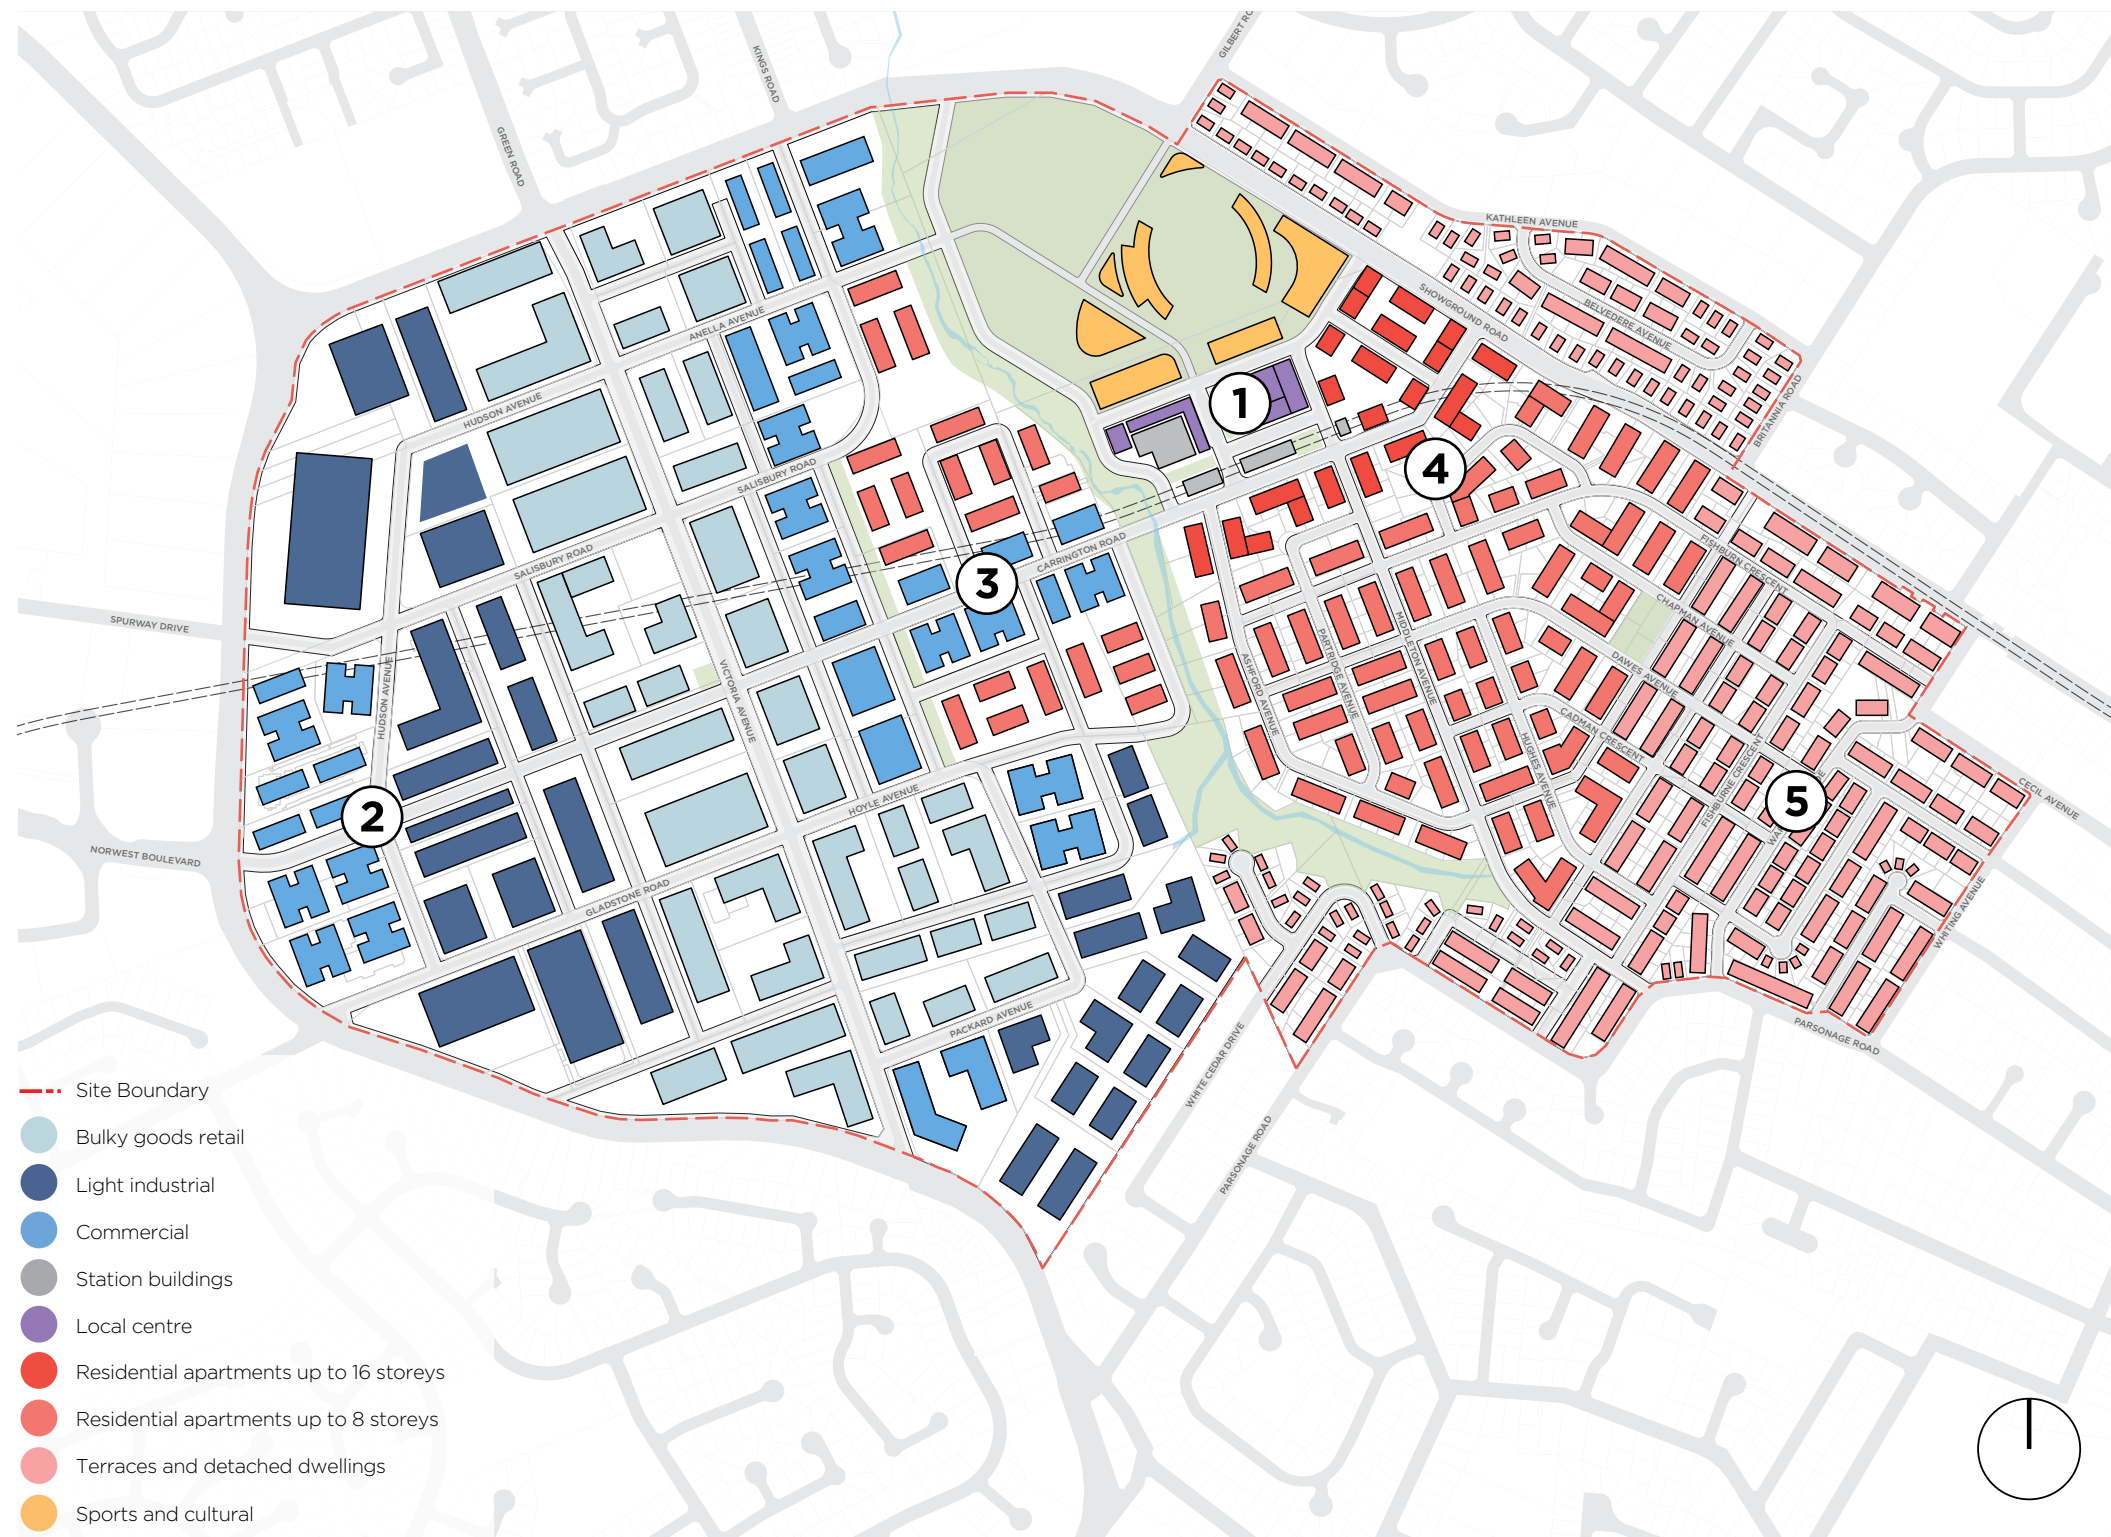 GILBERT RO
KINGS ROAD
GREEN ROAD
KATHLEEN AVENUE
SHOWGROUND ROAD
BELVEDERE AVENUE
BRITANNIA ROAD
ANELLA AVENUE
HUDSON AVENUE
1
4
SALISBURY ROAD
SALISBURY ROAD
CARRINGTON ROAD
3
FISHBURN CRESCENT
CHAPMAN AVENUE
SPURWAY DRIVE
HUDSON AVENUE
VICTORIA AVENUE
ASHFORD AVENUE
PARTRIDGE AVENUE
MIDDLETON AVENUE
DAWES AVENUE
CADMAN CRESCENT
HUGHES AVENUE
FISHBURNE CRESCENT
WA
E
5
CECIL AVENUE
2
HOYLE AVENUE
NORWEST BOULEVARD
GLADSTONE ROAD
WHITING AVENUE
PACKARD AVENUE
PARSONAGE ROAD
WHITE CEDAR DRIVE
PARSONAGE ROAD
Site Boundary
Bulky goods retail
Light industrial
Commercial
Station buildings
Local centre
Residential apartments up to 16 storeys
Residential apartments up to 8 storeys
Terraces and detached dwellings
Sports and cultural